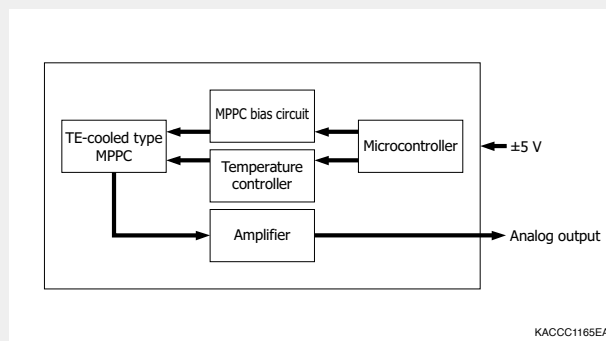 MPPC bias circuit
TE-cooled type
MPPC
Microcontroller
±5 V
Temperature
controller
Amplifier
Analog output
KACCC1165EA